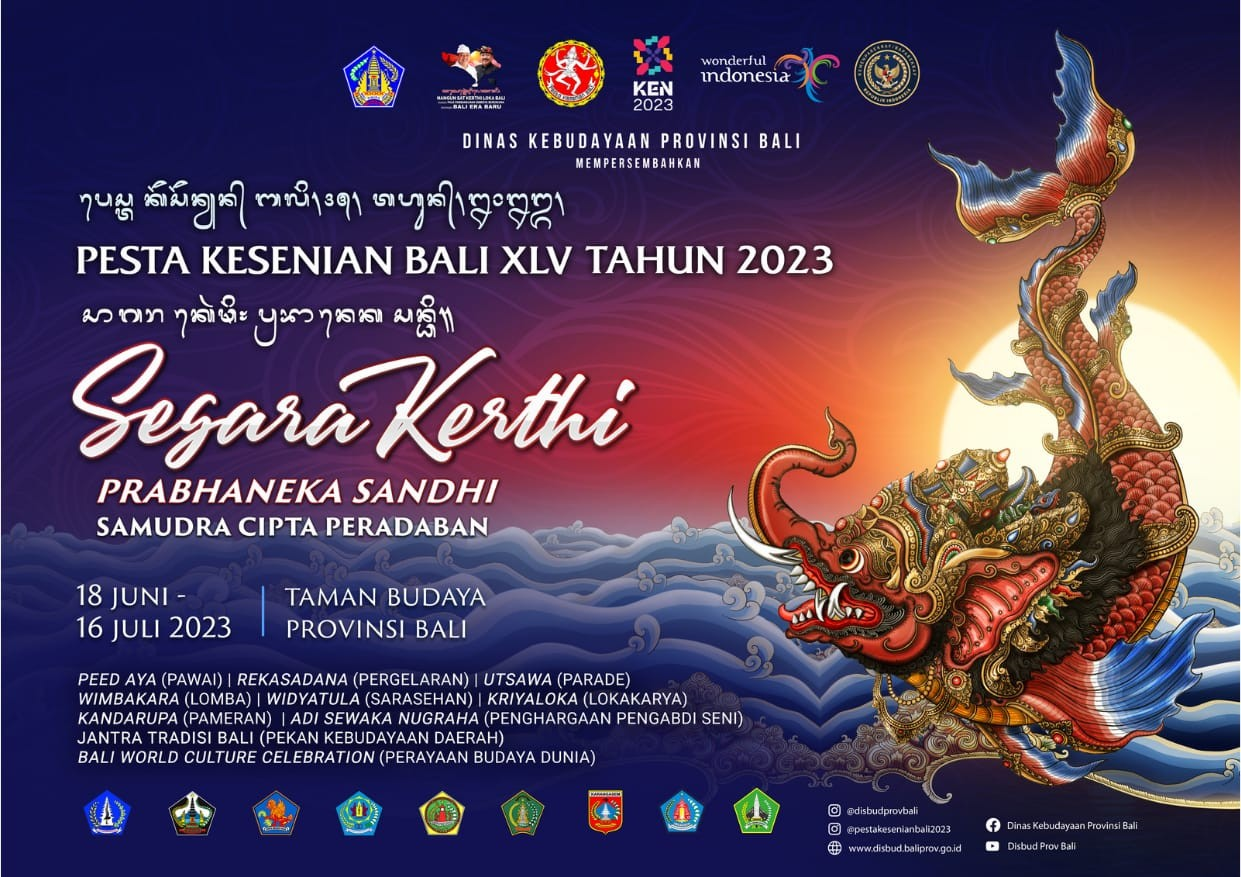 KEN
2023
wonderful
indonesia
DINAS KEBUDAYAAN PROVINSI BALI
MEMPERSEMBAHKAN
PESTA KESENIAN BALI XLV TAHUN 2023
Segara Kerthi
PRABHANEKA SANDHI
SAMUDRA CIPTA PERADABAN
18 JUNI -
16 JULI 2023
TAMAN BUDAYA
PROVINSI BALI
PEED AYA (PAWAI) | REKASADANA (PERGELARAN) | UTSAWA (PARADE)
WIMBAKARA (LOMBA) | WIDYATULA (SARASEHAN) | KRIYALOKA (LOKAKARYA)
KANDARUPA (PAMERAN) | ADI SEWAKA NUGRAHA (PENGHARGAAN PENGABDI SENI)
JANTRA TRADISI BALI (PEKAN KEBUDAYAAN DAERAH)
BALI WORLD CULTURE CELEBRATION (PERAYAAN BUDAYA DUNIA)
KARANGASEM
@disbudprovbali
@pestakesenianbali2023
www.disbud.baliprov.go.id
Dinas Kebudayaan Provinsi Bali
Disbud Prov Bali